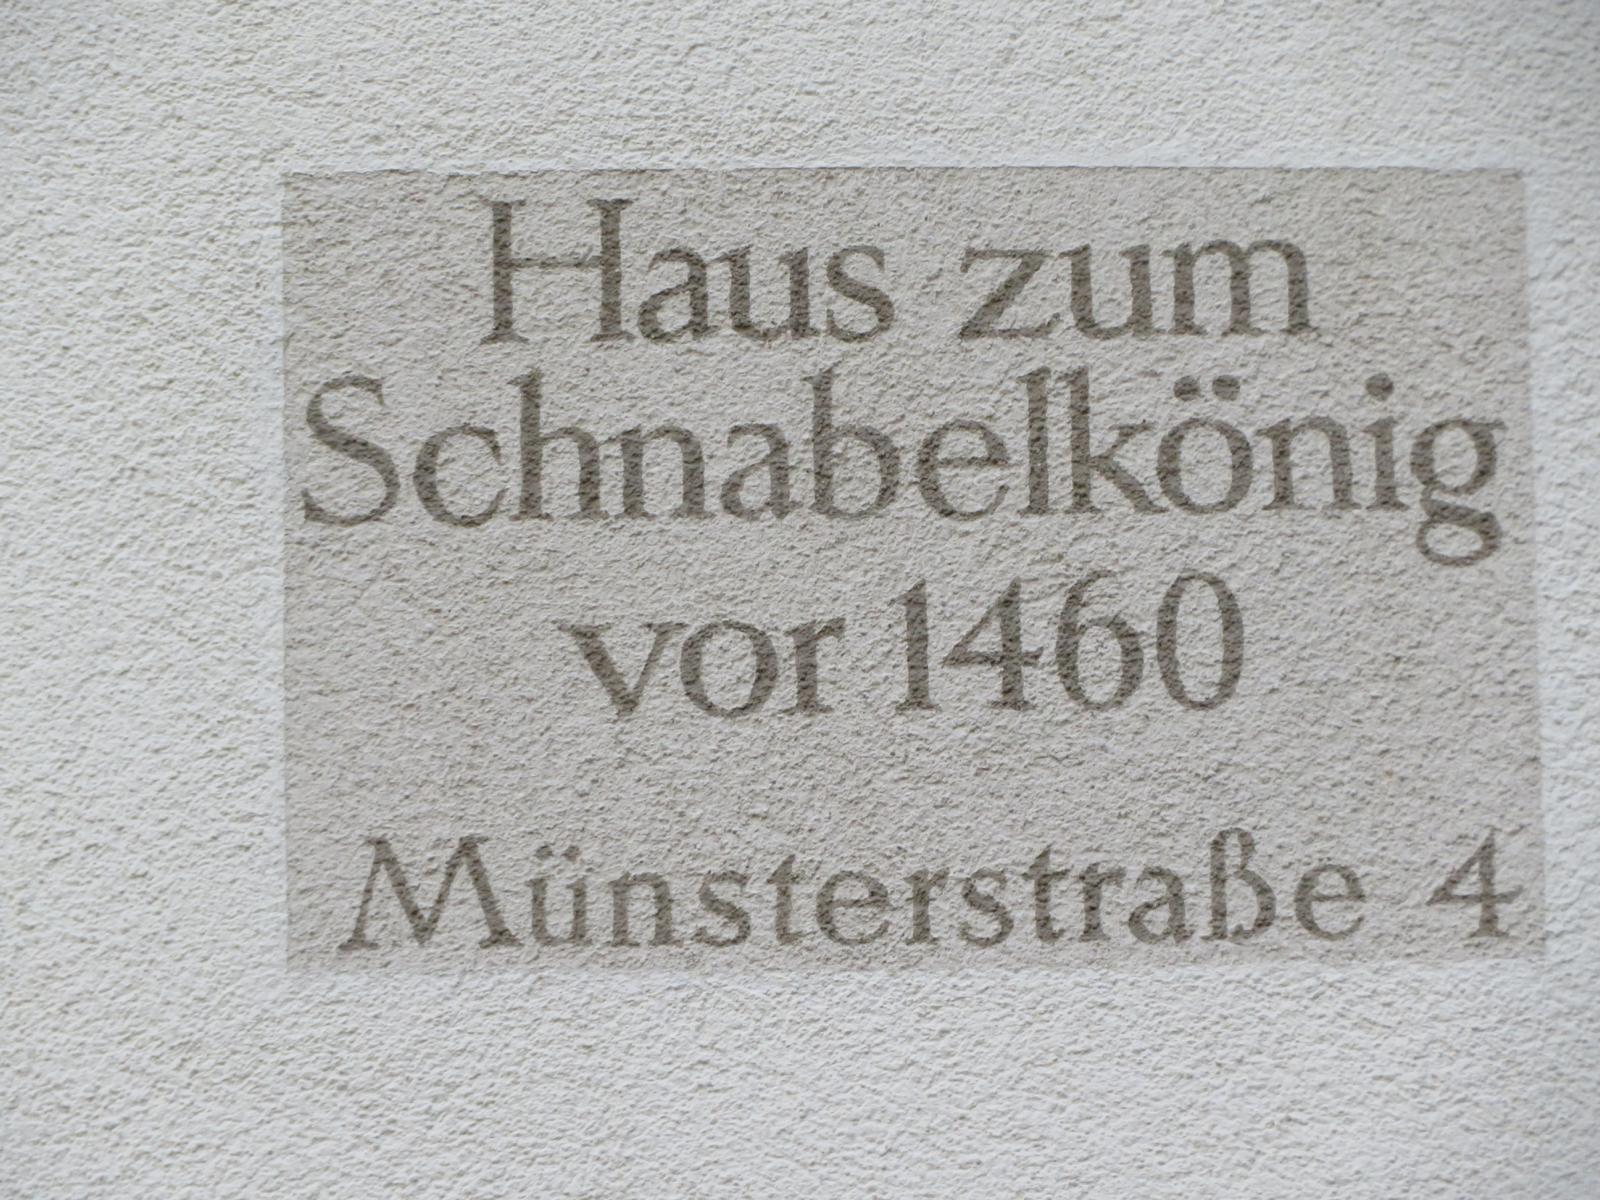 Haus zum
Schnabelkönig
vor 1460
Münsterstraße 4